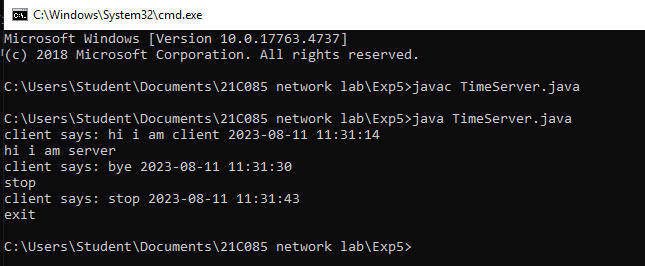 C:\Windows\System32\cmd.exe
Microsoft Windows [Version 10.0.17763.4737]
(c) 2018 Microsoft Corporation. All rights reserved.
C:\Users\Student\Documents\21C085 network lab\Exp5>javac TimeServer.java
C:\Users\Student\Documents\21C085 network lab\Exp5>java TimeServer.java
client says: hi i am client 2023-08-11 11:31:14
hi i am server
client says: bye 2023-08-11 11:31:30
stop
client says: stop 2023-08-11 11:31:43
exit
C:\Users\Student\Documents\21C085 network lab\Exp5>